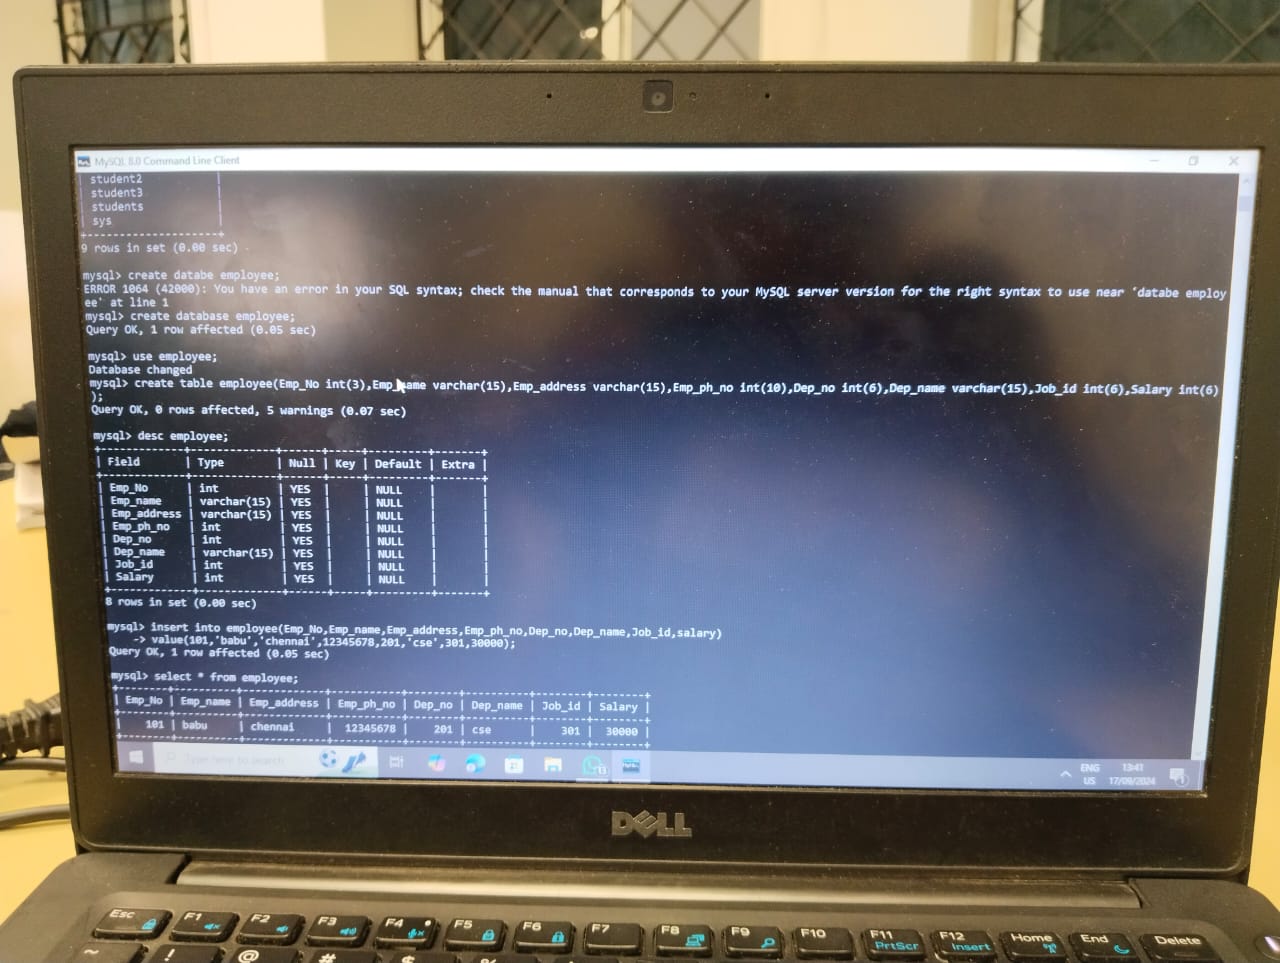 MySQL 8.0 Command Line Client
| student2 |
| student3 |
| students |
| sys |
+--------------------+
9 rows in set (0.00 sec)
mysql> create databe employee;
ERROR 1064 (42000): You have an error in your SQL syntax; check the manual that corresponds to your MySQL server version for the right syntax to use near 'databe employ
ee' at line 1
mysql> create database employee;
Query OK, 1 row affected (0.05 sec)
mysql> use employee;
Database changed
mysql> create table employee(Emp_No int(3),Emp_name varchar(15),Emp_address varchar(15),Emp_ph_no int(10),Dep_no int(6),Dep_name varchar(15),Job_id int(6),Salary int(6)
);
Query OK, 0 rows affected, 5 warnings (0.07 sec)
mysql> desc employee;
+-------------+-------------+------+-----+---------+-------+
| Field | Type | Null | Key | Default | Extra |
+-------------+-------------+------+-----+---------+-------+
| Emp_No | int | YES | | NULL | |
| Emp_name | varchar(15) | YES | | NULL | |
| Emp_address | varchar(15) | YES | | NULL | |
| Emp_ph_no | int | YES | | NULL | |
| Dep_no | int | YES | | NULL | |
| Dep_name | varchar(15) | YES | | NULL | |
| Job_id | int | YES | | NULL | |
| Salary | int | YES | | NULL | |
+-------------+-------------+------+-----+---------+-------+
8 rows in set (0.00 sec)
mysql> insert into employee(Emp_No,Emp_name,Emp_address,Emp_ph_no,Dep_no,Dep_name,Job_id,salary)
-> value(101,'babu','chennai',12345678,201,'cse',301,30000);
Query OK, 1 row affected (0.05 sec)
mysql> select * from employee;
+--------+----------+-------------+-----------+--------+----------+--------+--------+
| Emp_No | Emp_name | Emp_address | Emp_ph_no | Dep_no | Dep_name | Job_id | Salary |
+--------+----------+-------------+-----------+--------+----------+--------+--------+
| 101 | babu | chennai | 12345678 | 201 | cse | 301 | 30000 |
+--------+----------+-------------+-----------+--------+----------+--------+--------+
Type here to search
ENG 13:41
US 17/09/2024
DELL
Esc F1 F2 F3 F4 F5 F6 F7 F8 F9 F10 F11 PrtScr F12 Insert Home End Delete
~ ! @ # $ %